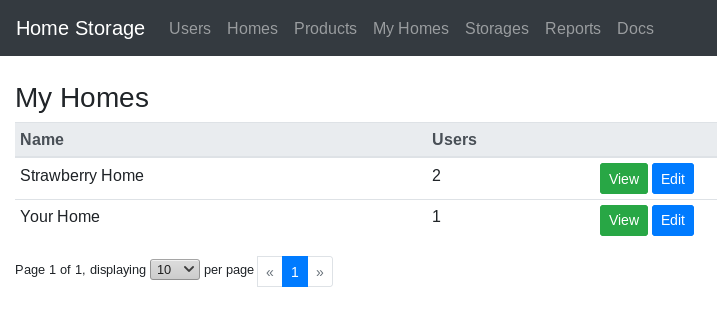 Home Storage Users Homes Products My Homes Storages Reports Docs
My Homes
Name Users
Strawberry Home 2 View Edit
Your Home 1 View Edit
Page 1 of 1, displaying 10 per page « 1 »